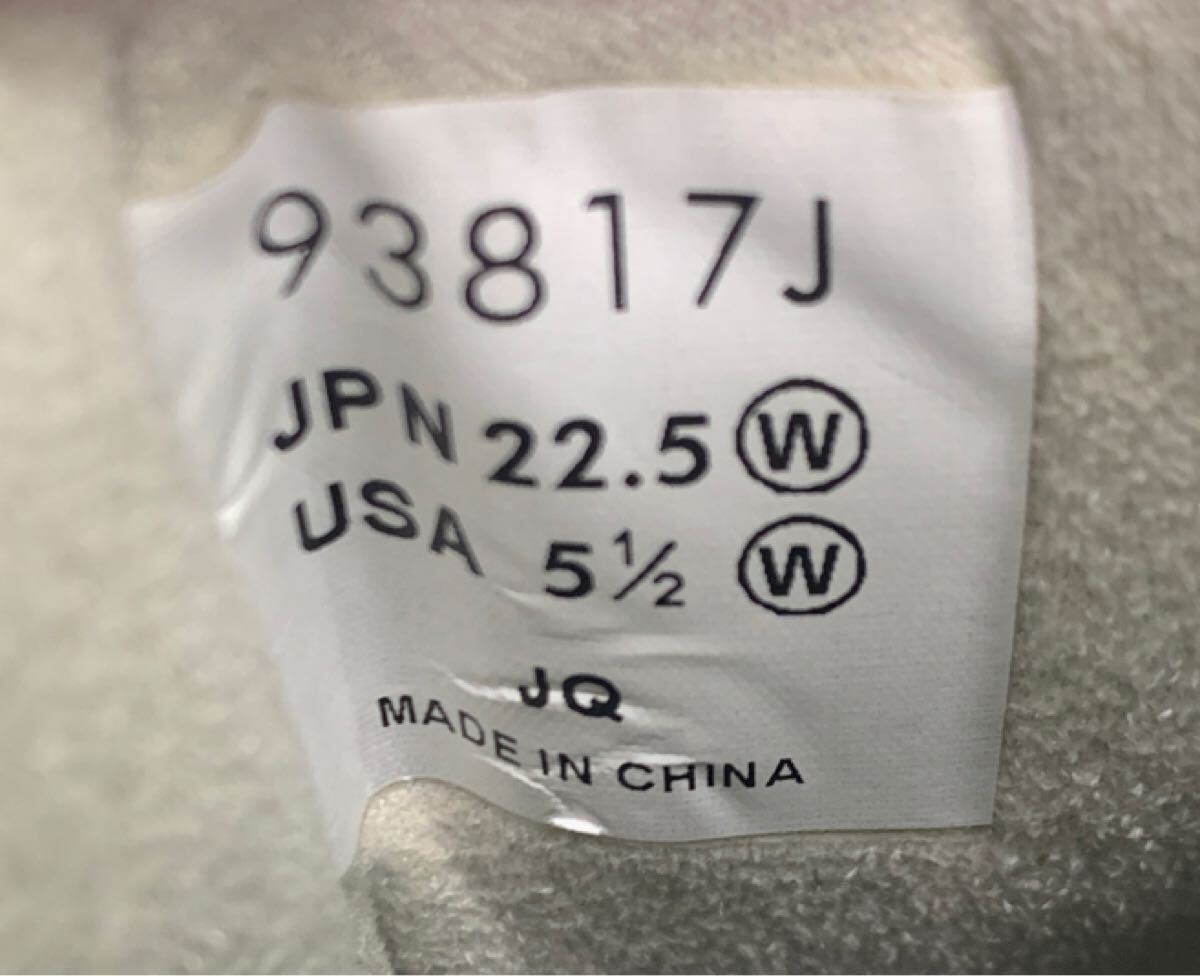 93817J
JPN 22.5 Ⓦ
USA 5½ Ⓦ
JQ
MADE IN CHINA